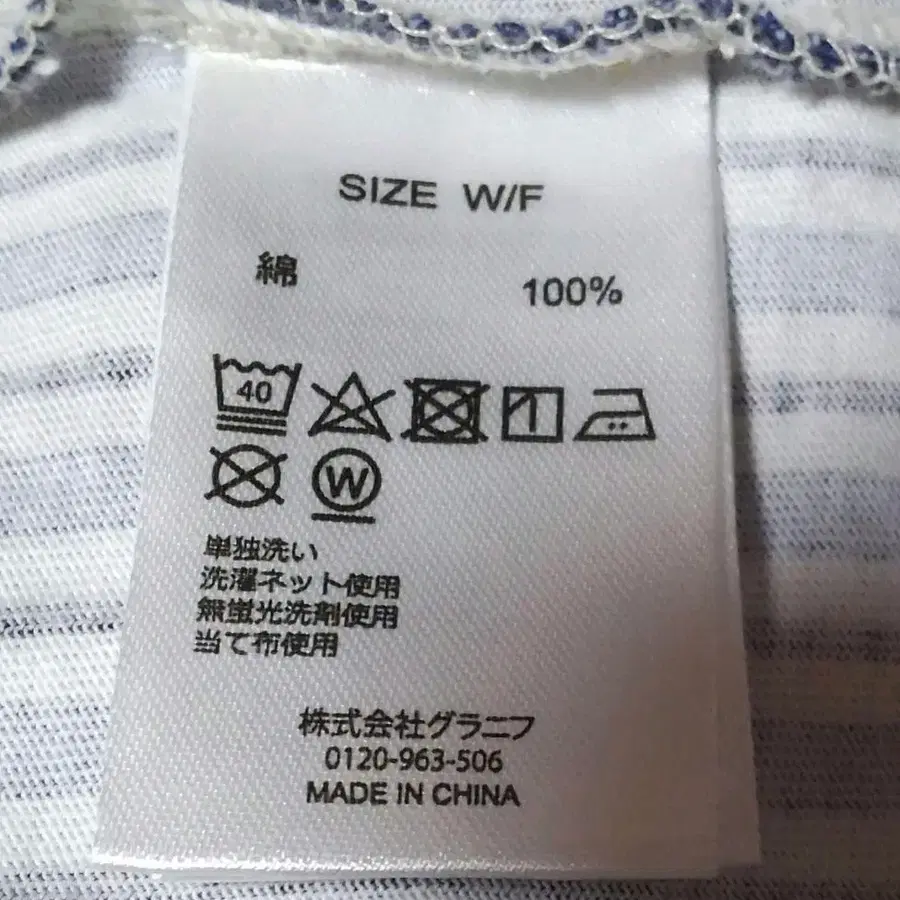 SIZE W/F
綿 100%
40
W
単独洗い
洗濯ネット使用
無蛍光洗剤使用
当て布使用
株式会社グラニフ
0120-963-506
MADE IN CHINA